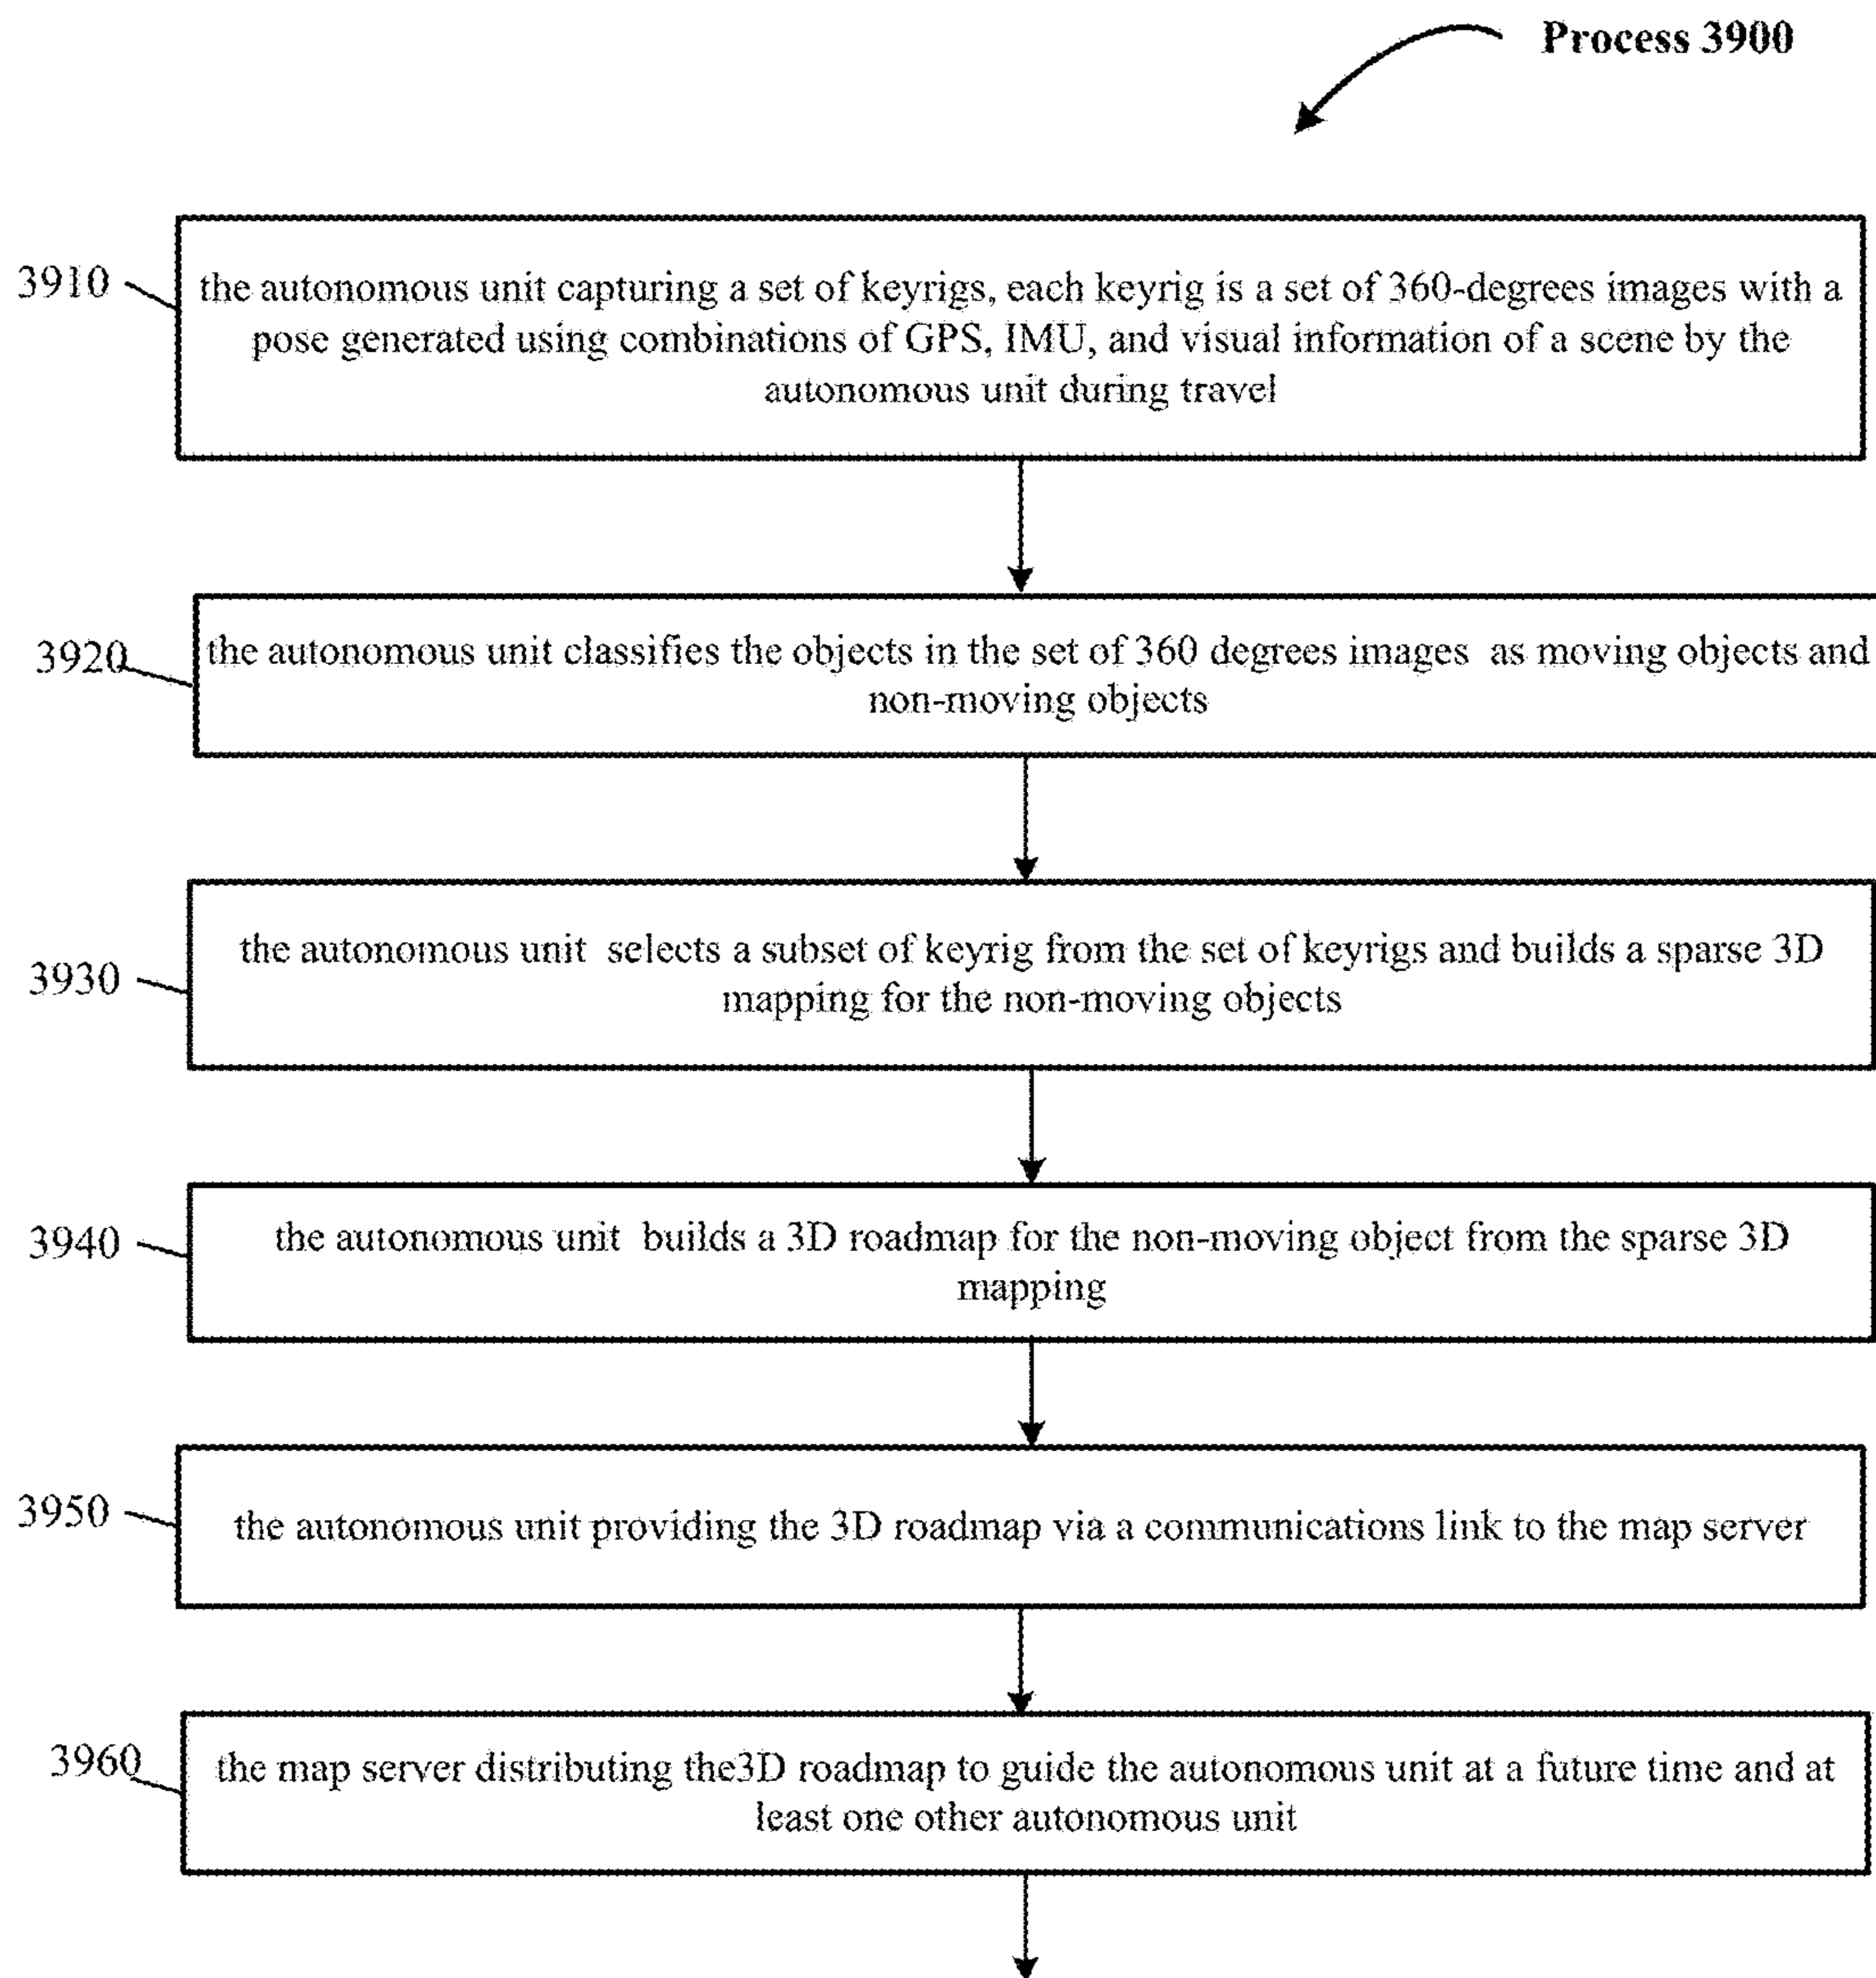 Process 3900
3910
the autonomous unit capturing a set of keyrigs, each keyrig is a set of 360-degrees images with a
pose generated using combinations of GPS, IMU, and visual information of a scene by the
autonomous unit during travel
3920
the autonomous unit classifies the objects in the set of 360 degrees images as moving objects and
non-moving objects
3930
the autonomous unit selects a subset of keyrig from the set of keyrigs and builds a sparse 3D
mapping for the non-moving objects
3940
the autonomous unit builds a 3D roadmap for the non-moving object from the sparse 3D
mapping
3950
the autonomous unit providing the 3D roadmap via a communications link to the map server
3960
the map server distributing the3D roadmap to guide the autonomous unit at a future time and at
least one other autonomous unit